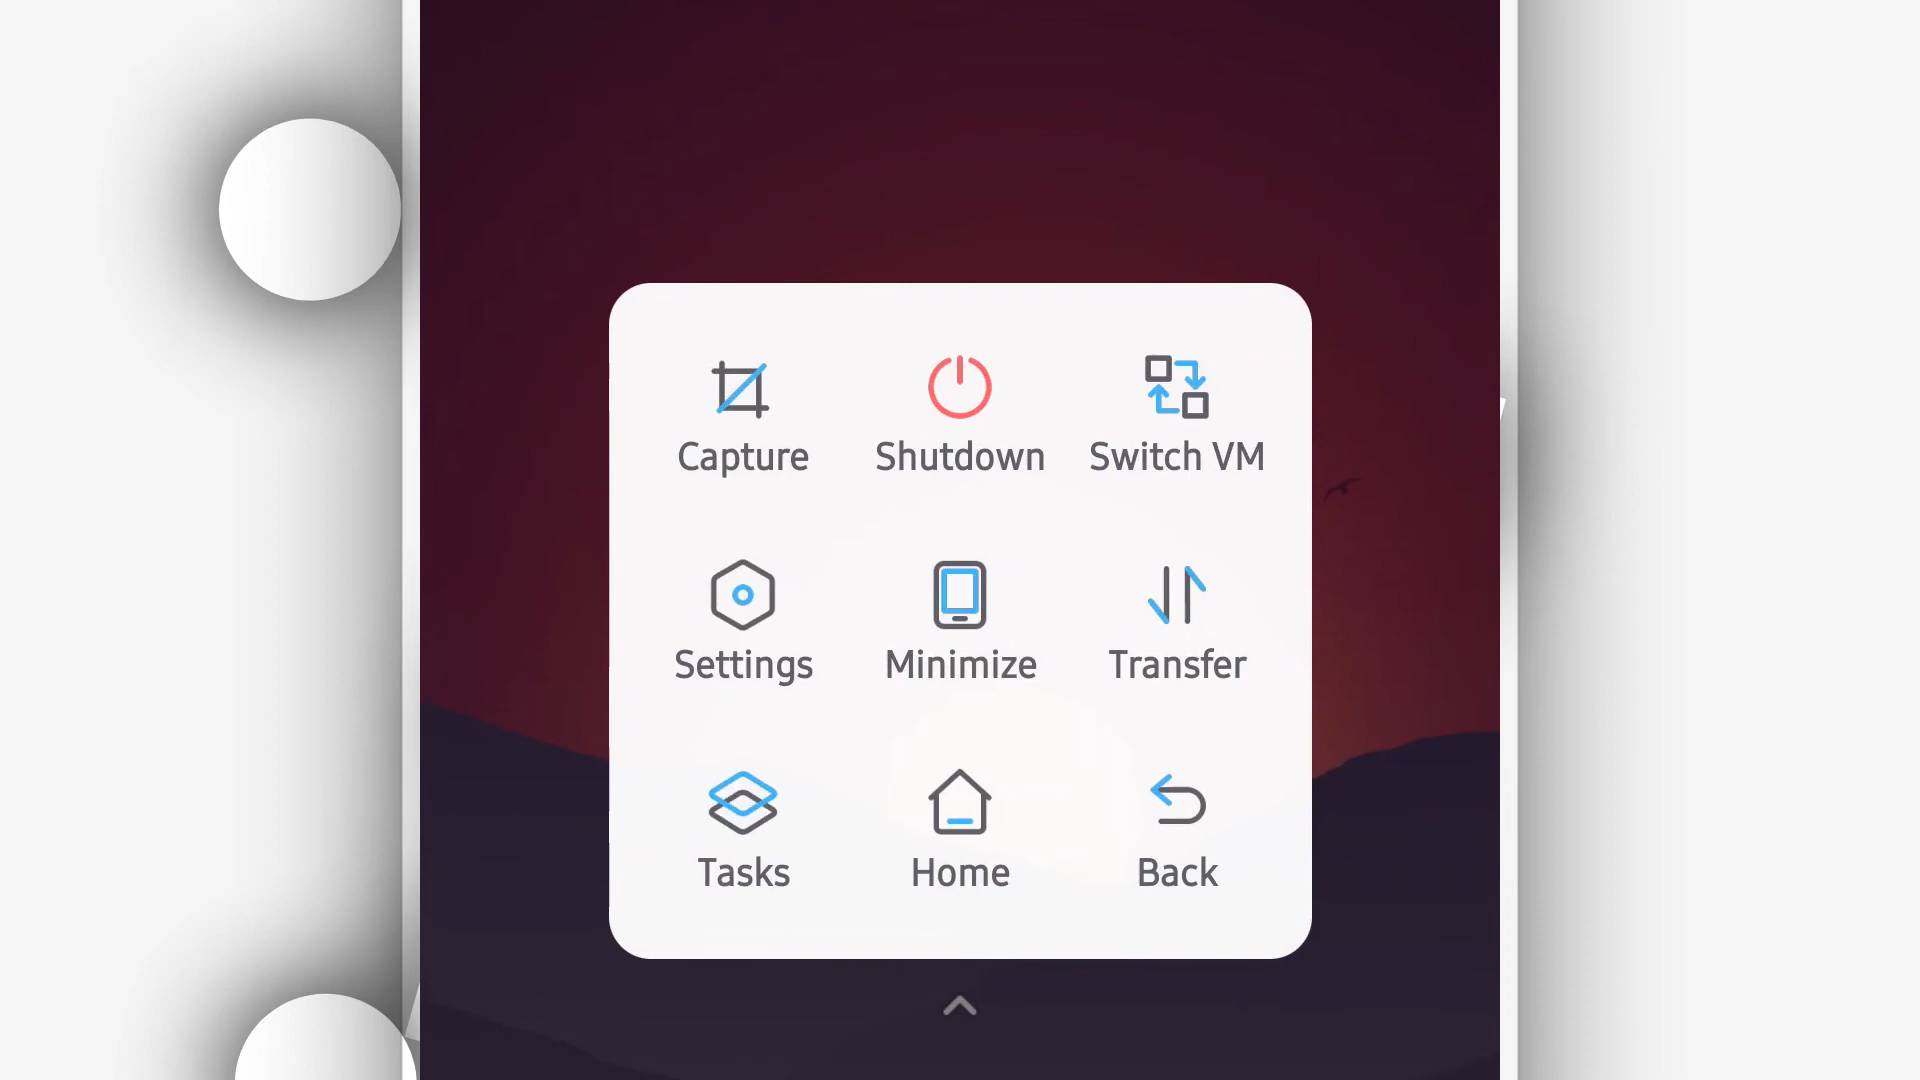 Capture
Shutdown
Switch VM
Settings
Minimize
Transfer
Tasks
Home
Back